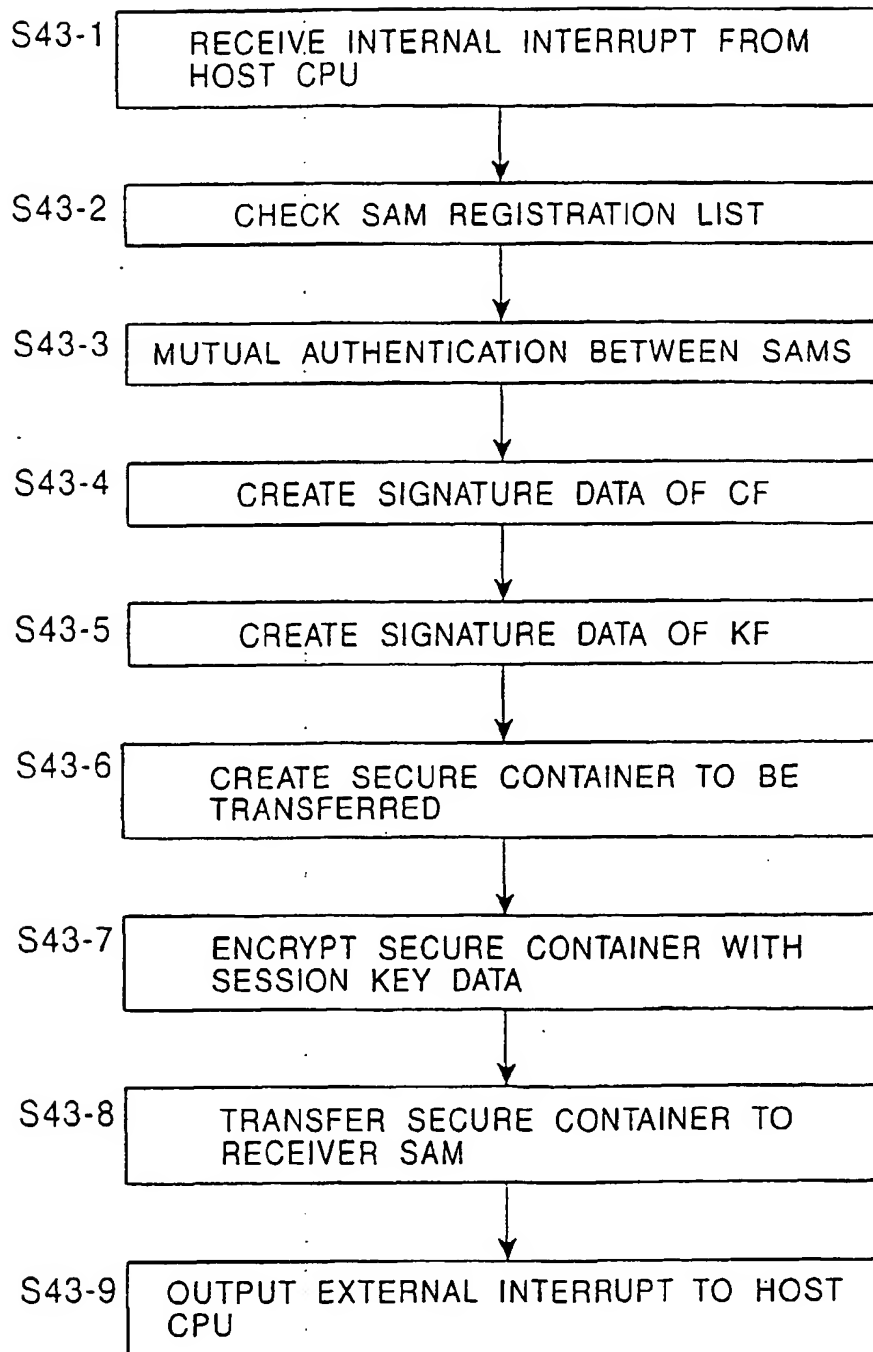 S43-1
RECEIVE INTERNAL INTERRUPT FROM
HOST CPU
S43-2
CHECK SAM REGISTRATION LIST
S43-3
MUTUAL AUTHENTICATION BETWEEN SAMS
S43-4
CREATE SIGNATURE DATA OF CF
S43-5
CREATE SIGNATURE DATA OF KF
S43-6
CREATE SECURE CONTAINER TO BE
TRANSFERRED
S43-7
ENCRYPT SECURE CONTAINER WITH
SESSION KEY DATA
S43-8
TRANSFER SECURE CONTAINER TO
RECEIVER SAM
S43-9
OUTPUT EXTERNAL INTERRUPT TO HOST
CPU